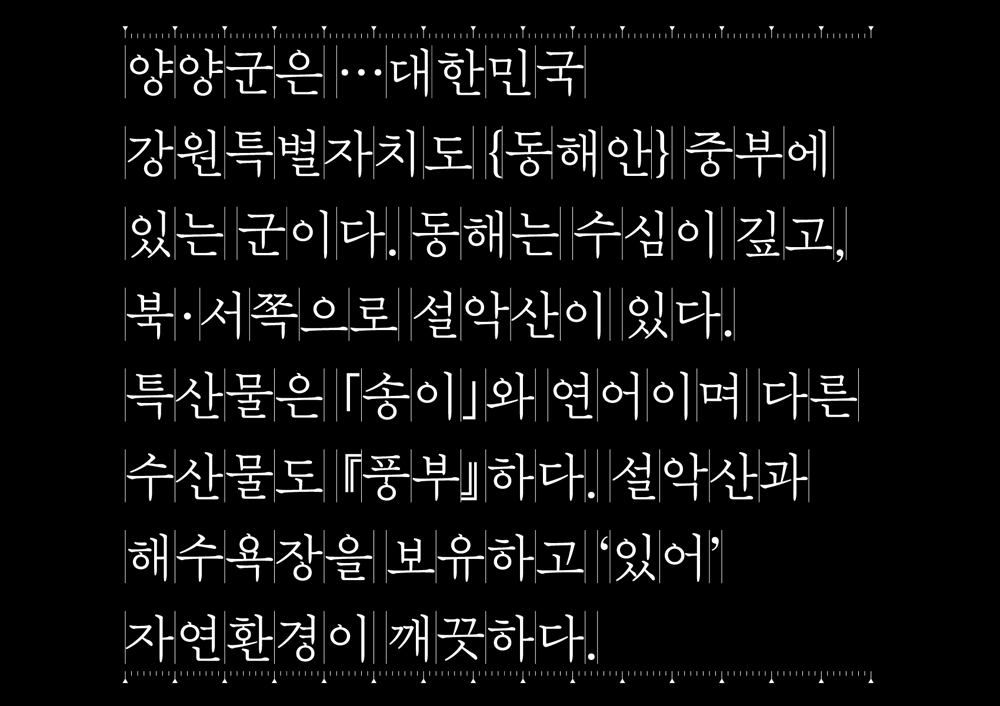 양양군은 …대한민국
강원특별자치도 {동해안} 중부에
있는 군이다. 동해는 수심이 깊고,
북·서쪽으로 설악산이 있다.
특산물은 「송이」와 연어이며 다른
수산물도 『풍부』하다. 설악산과
해수욕장을 보유하고 ‘있어’
자연환경이 깨끗하다.